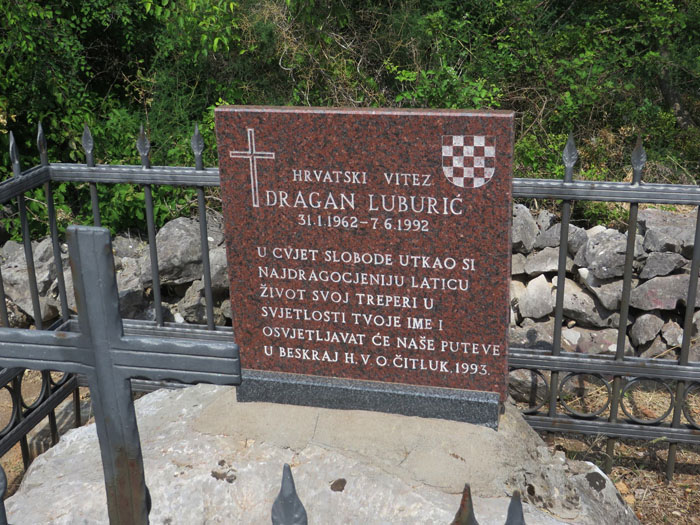 HRVATSKI VITEZ
DRAGAN LUBURIĆ
31.1.1962-7.6.1992
U CVJET SLOBODE UTKAO SI
NAJDRAGOCJENIJU LATICU
ŽIVOT SVOJ TREPERI U
SVJETLOSTI TVOJE IME I
OSVJETLJAVAT ĆE NAŠE PUTEVE
U BESKRAJ H.V.O. ČITLUK.1993.